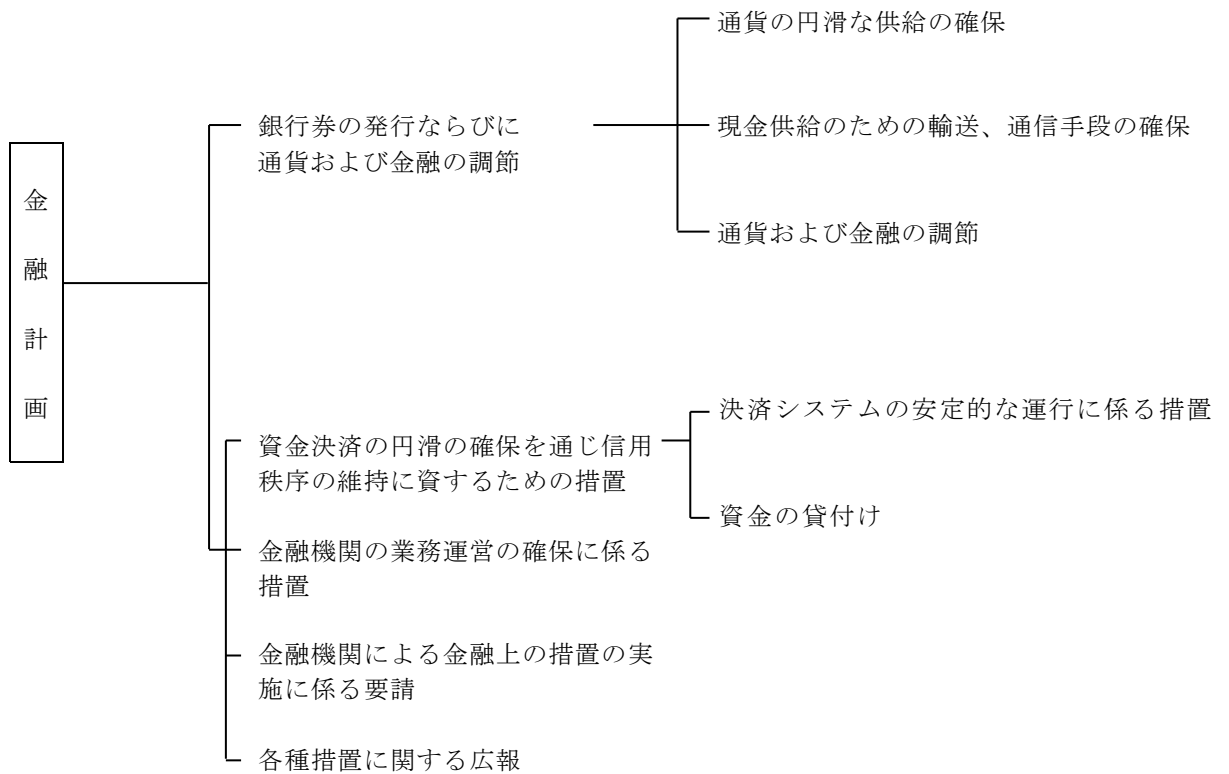 金融計画
銀行券の発行ならびに
通貨および金融の調節
通貨の円滑な供給の確保
現金供給のための輸送、通信手段の確保
通貨および金融の調節
資金決済の円滑の確保を通じ信用
秩序の維持に資するための措置
決済システムの安定的な運行に係る措置
資金の貸付け
金融機関の業務運営の確保に係る
措置
金融機関による金融上の措置の実
施に係る要請
各種措置に関する広報